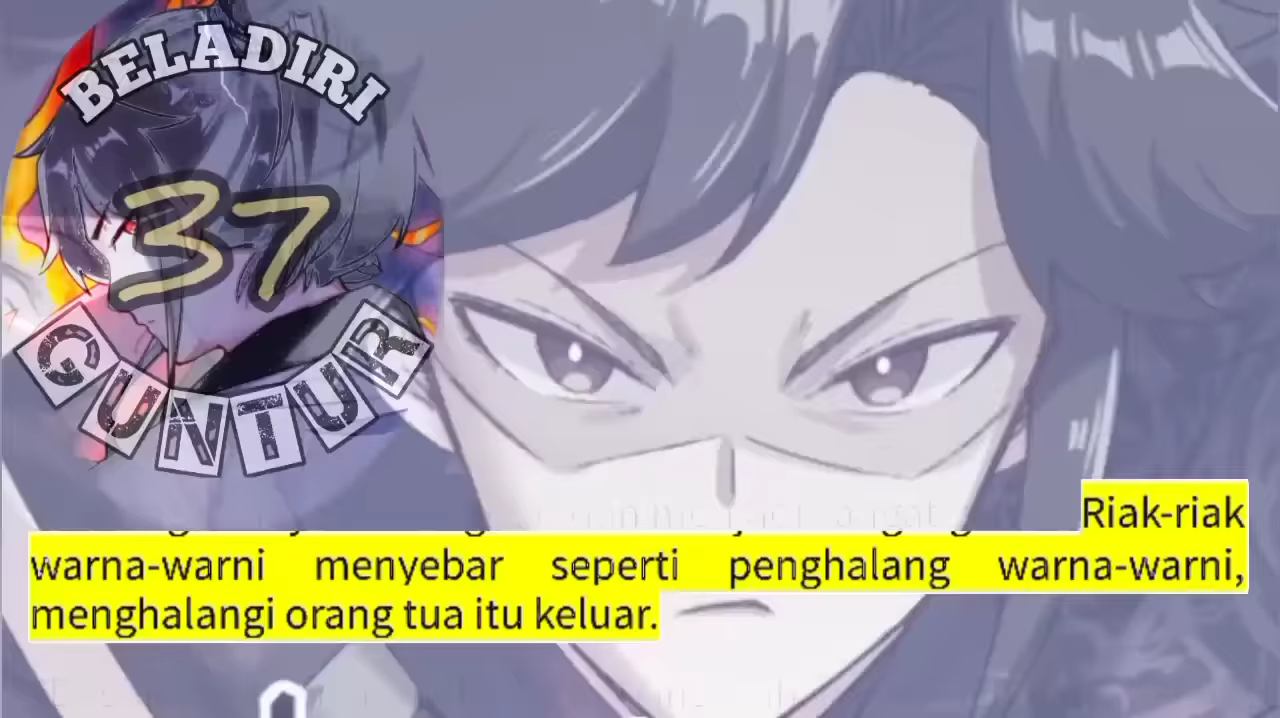 BELADIRI
37
GUNTUR
Riak-riak
warna-warni menyebar seperti penghalang warna-warni,
menghalangi orang tua itu keluar.